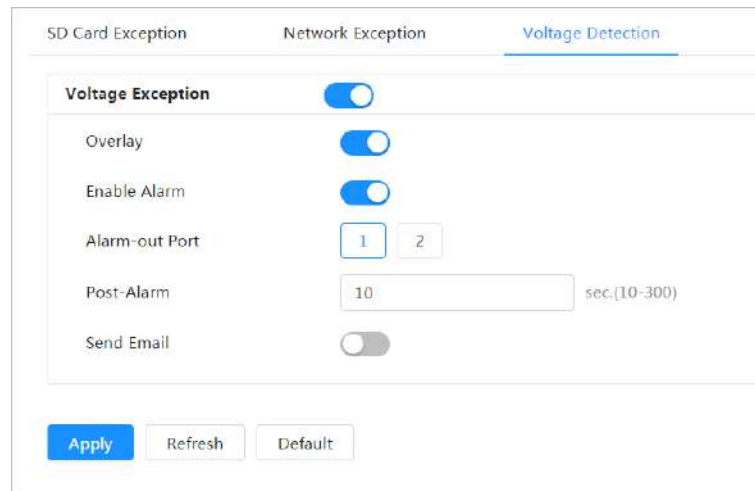 SD Card Exception Network Exception Voltage Detection
Voltage Exception
Overlay
Enable Alarm
Alarm-out Port 1 2
Post-Alarm 10 sec.(10-300)
Send Email
Apply Refresh Default